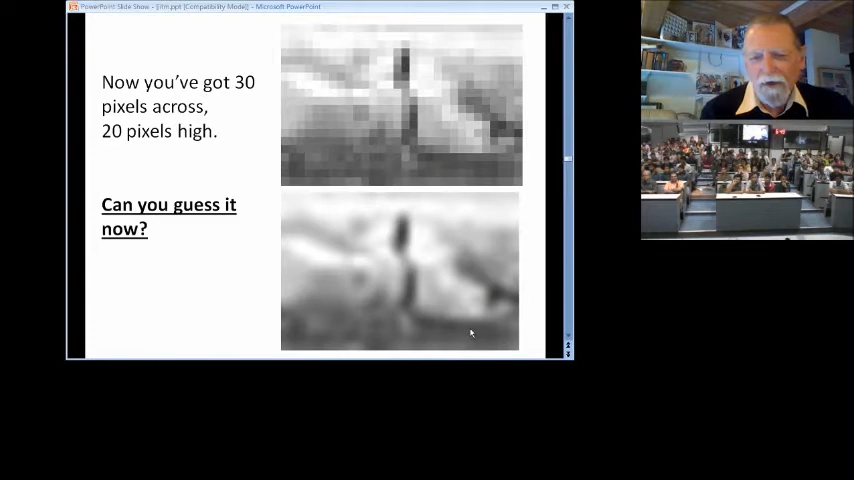 PowerPoint Slide Show - [ilm.ppt [Compatibility Mode]] - Microsoft PowerPoint
Now you've got 30
pixels across,
20 pixels high.
Can you guess it
now?